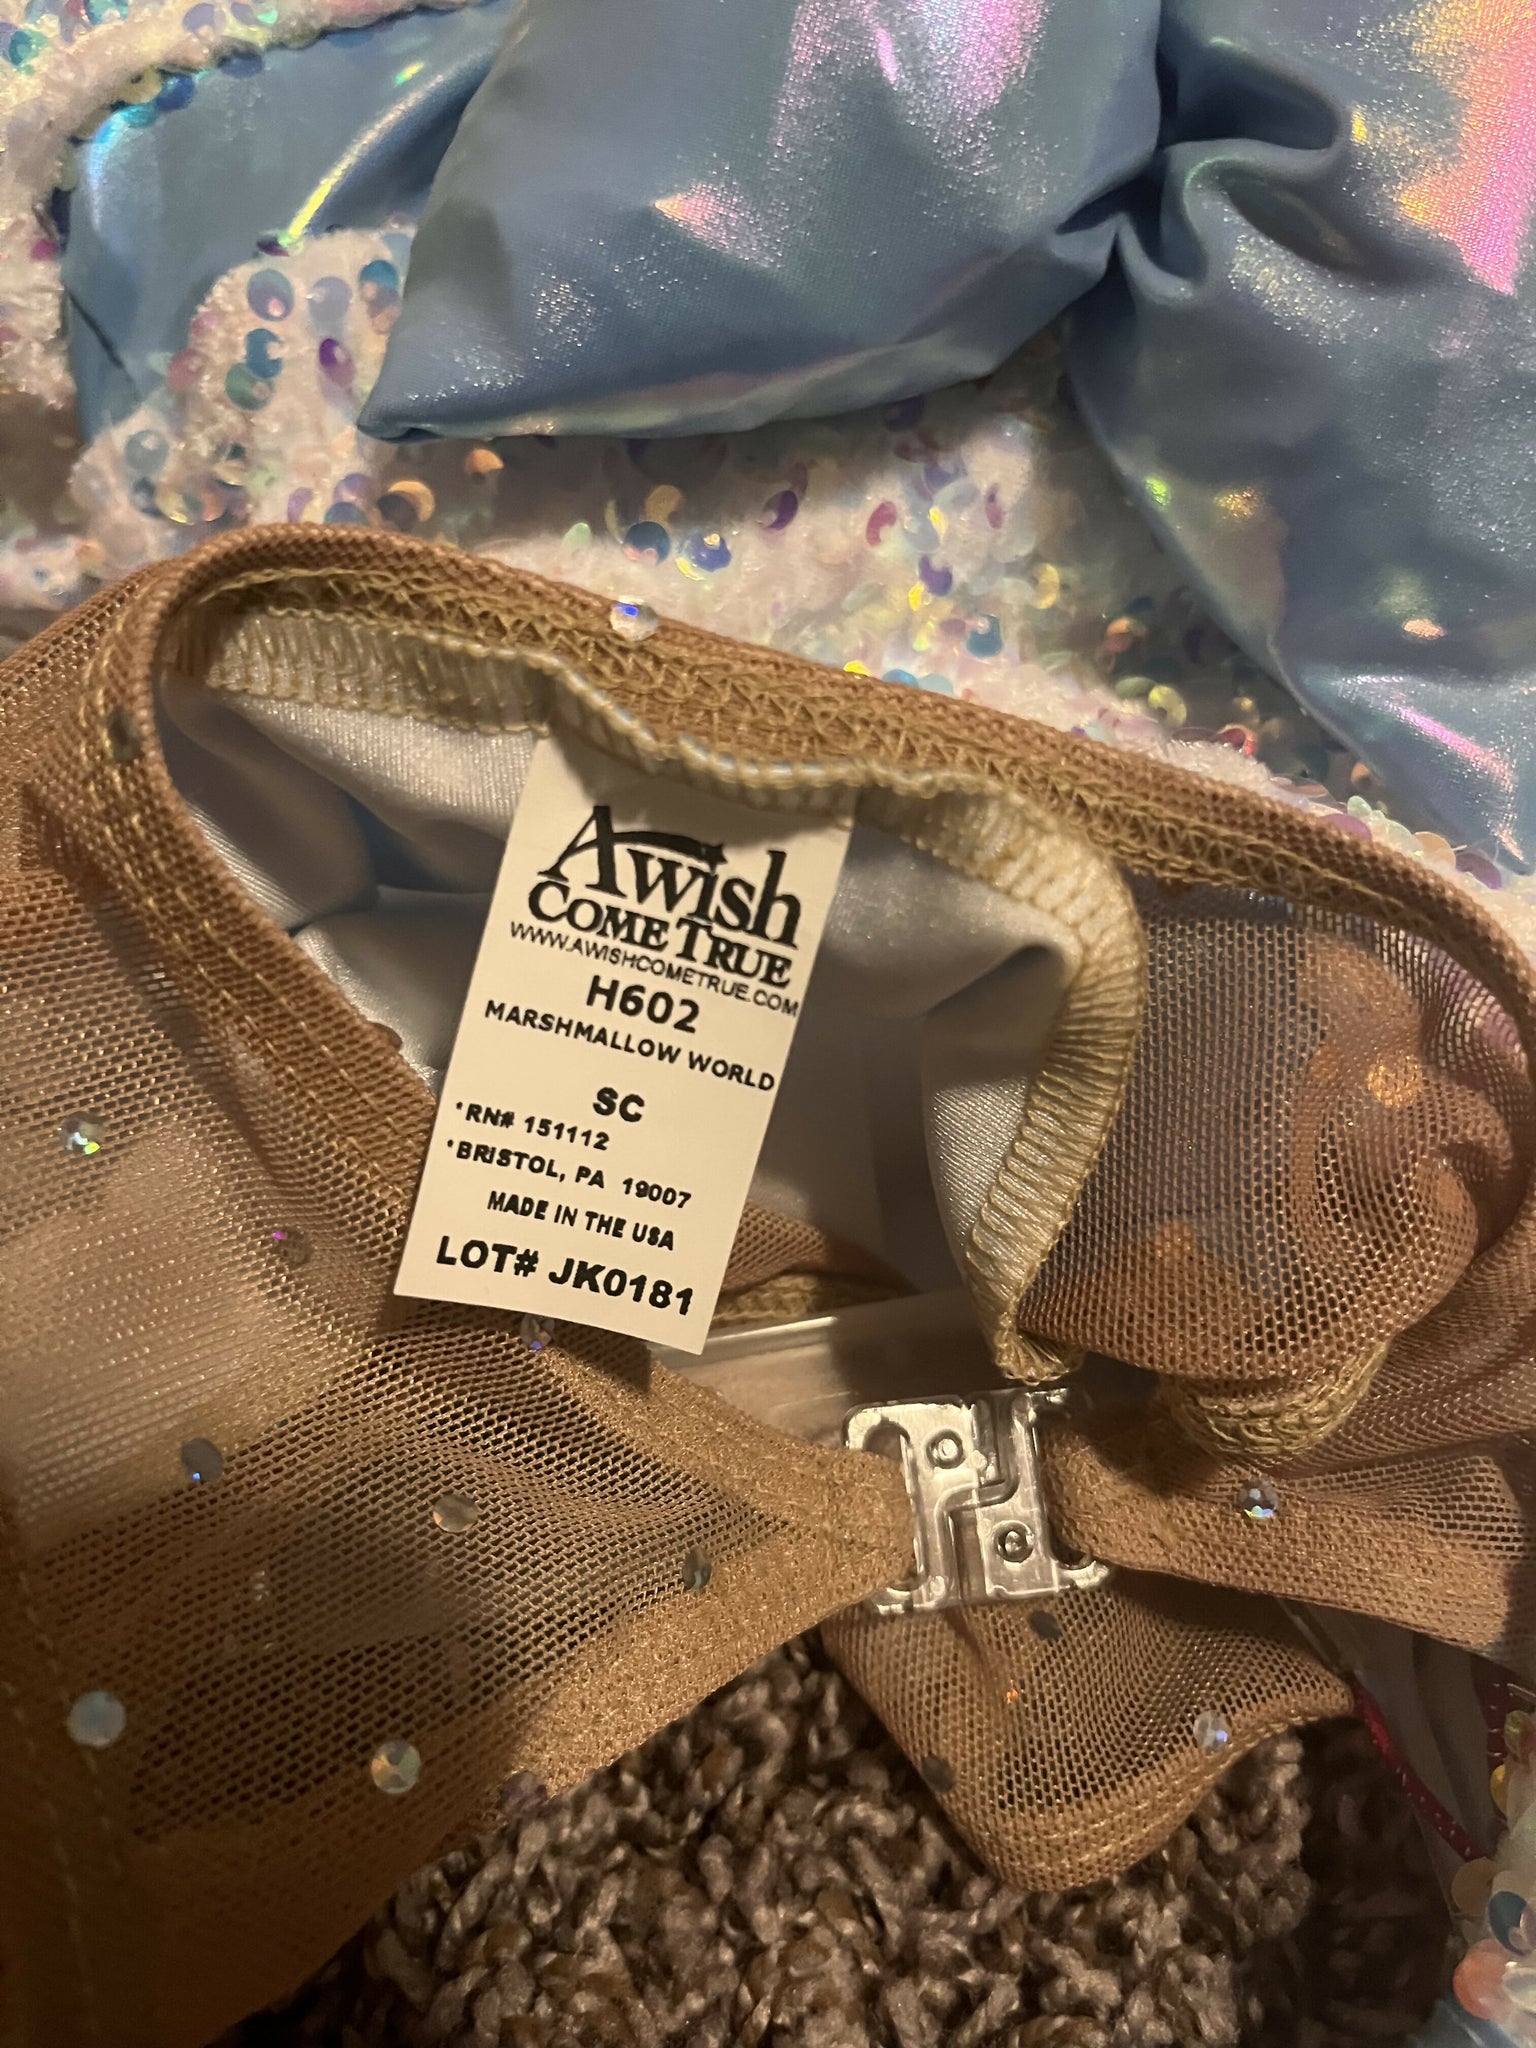 A wish
COME TRUE
WWW.AWISHCOMETRUE.COM
H602
MARSHMALLOW WORLD
SC
*RN# 151112
*BRISTOL, PA 19007
MADE IN THE USA
LOT# JK0181